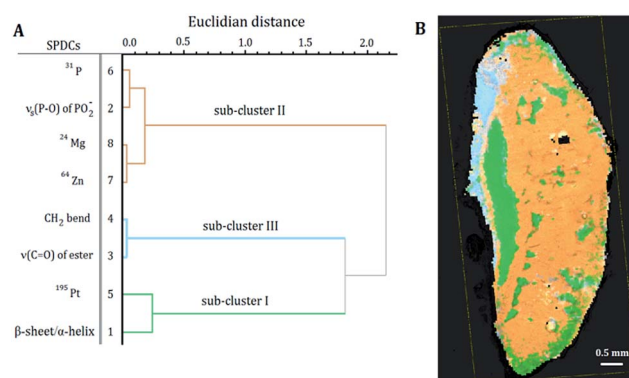 A
Euclidian distance
SPDCs
0.0 0.5 1.0 1.5 2.0
³¹P 6
νₛ(P-O) of PO₂⁻ 2
sub-cluster II
²⁴Mg 8
⁶⁴Zn 7
CH₂ bend 4
sub-cluster III
ν(C=O) of ester 3
¹⁹⁵Pt 5
sub-cluster I
β-sheet/α-helix 1
B
0.5 mm